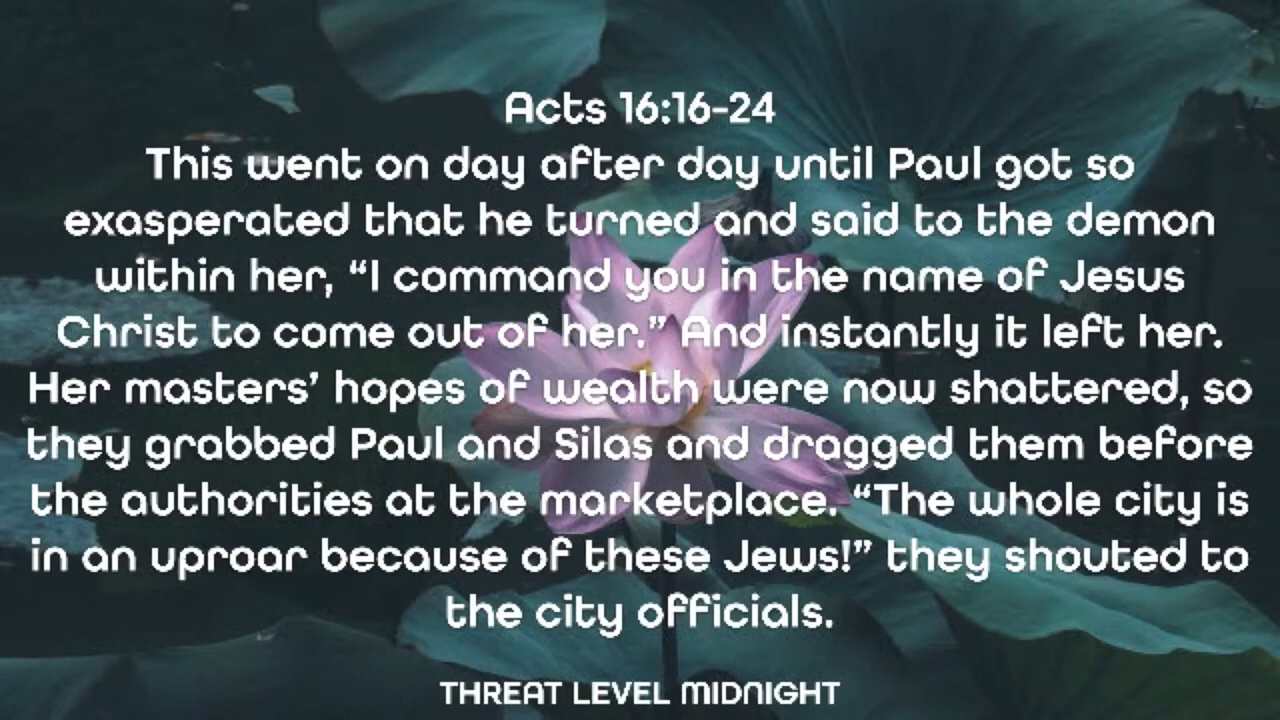 Acts 16:16-24
This went on day after day until Paul got so
exasperated that he turned and said to the demon
within her, “I command you in the name of Jesus
Christ to come out of her.” And instantly it left her.
Her masters’ hopes of wealth were now shattered, so
they grabbed Paul and Silas and dragged them before
the authorities at the marketplace. “The whole city is
in an uproar because of these Jews!” they shouted to
the city officials.
THREAT LEVEL MIDNIGHT